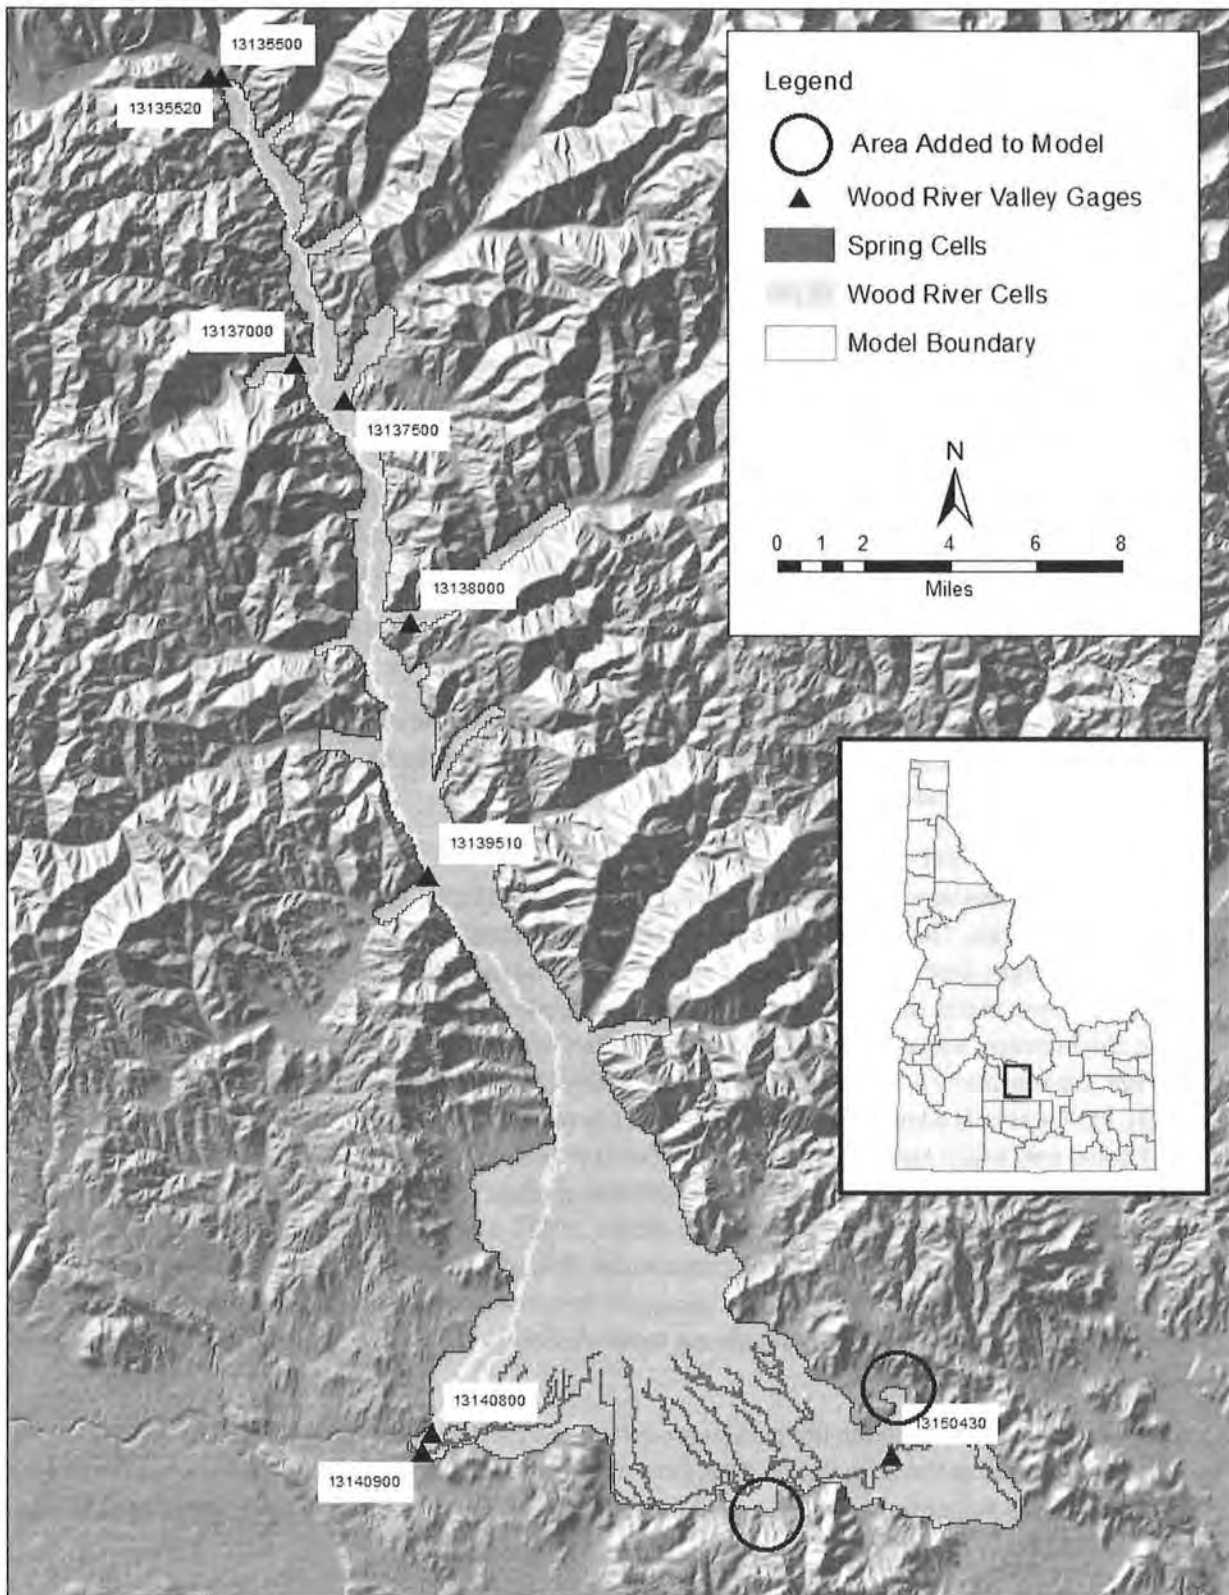 13135500
13135520
Legend
Area Added to Model
Wood River Valley Gages
Spring Cells
Wood River Cells
Model Boundary
N
0 1 2 4 6 8
Miles
13137000
13137500
13138000
13139510
13140800
13150430
13140900